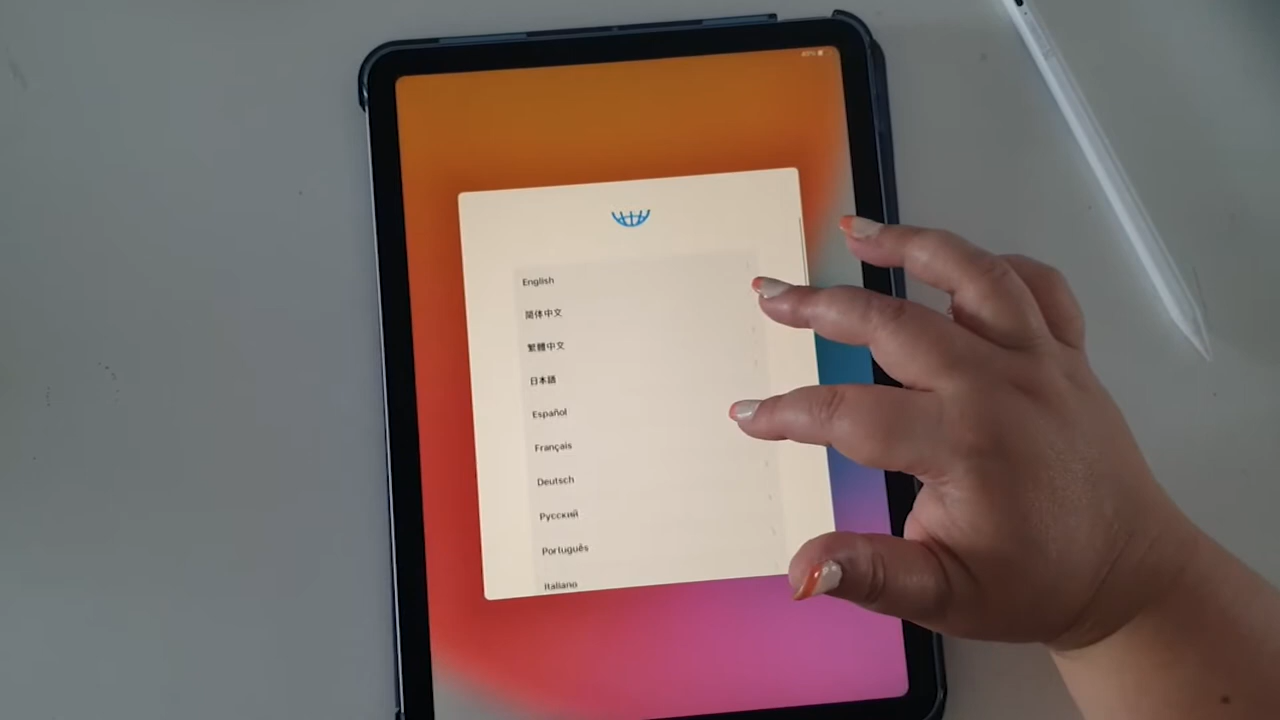 English
简体中文
繁體中文
日本語
Español
Français
Deutsch
Русский
Português
Italiano